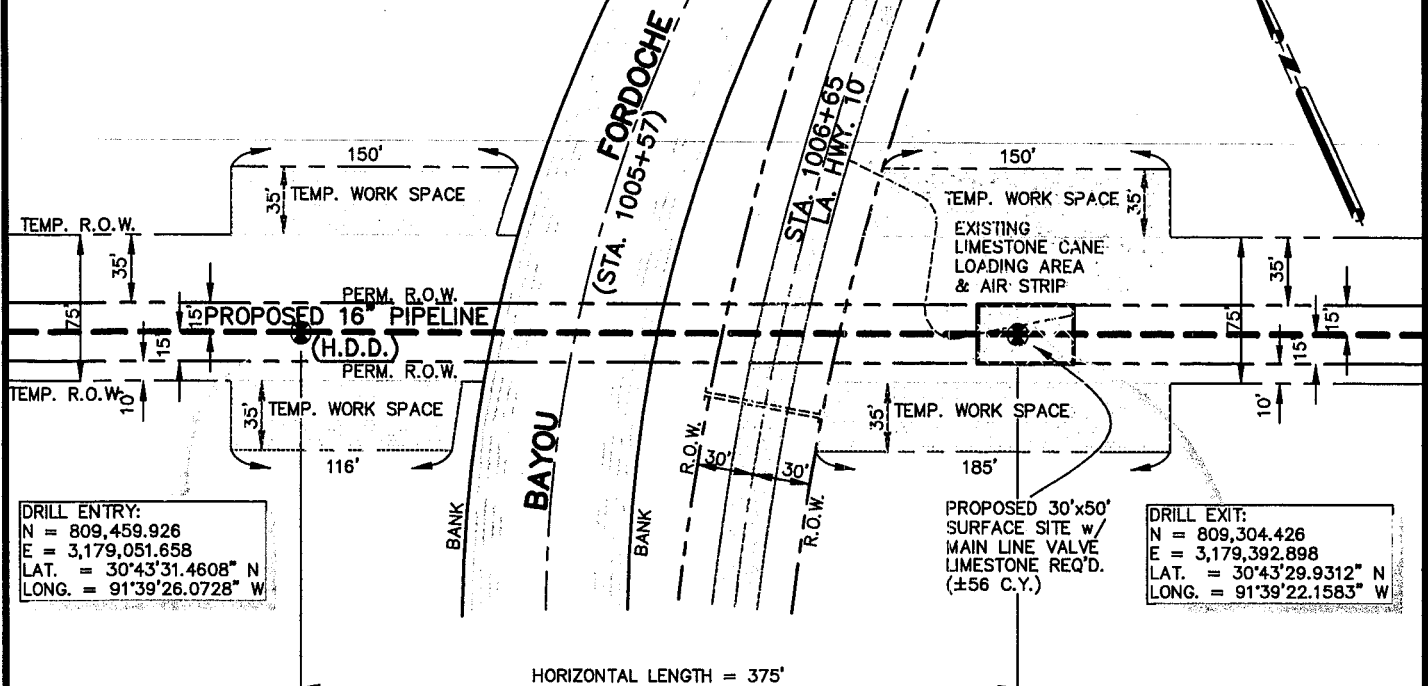 FORDOCHE
(STA. 1005+57)
BAYOU
STA. 1006+65
LA. HWY. 10
N
150'
35'
TEMP. WORK SPACE
150'
TEMP. WORK SPACE
35'
EXISTING
LIMESTONE CANE
LOADING AREA
& AIR STRIP
TEMP. R.O.W.
35'
75'
15'
PERM. R.O.W.
PROPOSED 16" PIPELINE
(H.D.D.)
PERM. R.O.W.
15'
10'
TEMP. R.O.W.
35'
75'
15'
15'
10'
35'
TEMP. WORK SPACE
116'
35'
TEMP. WORK SPACE
185'
R.O.W.
30'
30'
R.O.W.
BANK
BANK
DRILL ENTRY:
N = 809,459.926
E = 3,179,051.658
LAT. = 30°43'31.4608" N
LONG. = 91°39'26.0728" W
PROPOSED 30'x50'
SURFACE SITE w/
MAIN LINE VALVE
LIMESTONE REQ'D.
(±56 C.Y.)
DRILL EXIT:
N = 809,304.426
E = 3,179,392.898
LAT. = 30°43'29.9312" N
LONG. = 91°39'22.1583" W
HORIZONTAL LENGTH = 375'